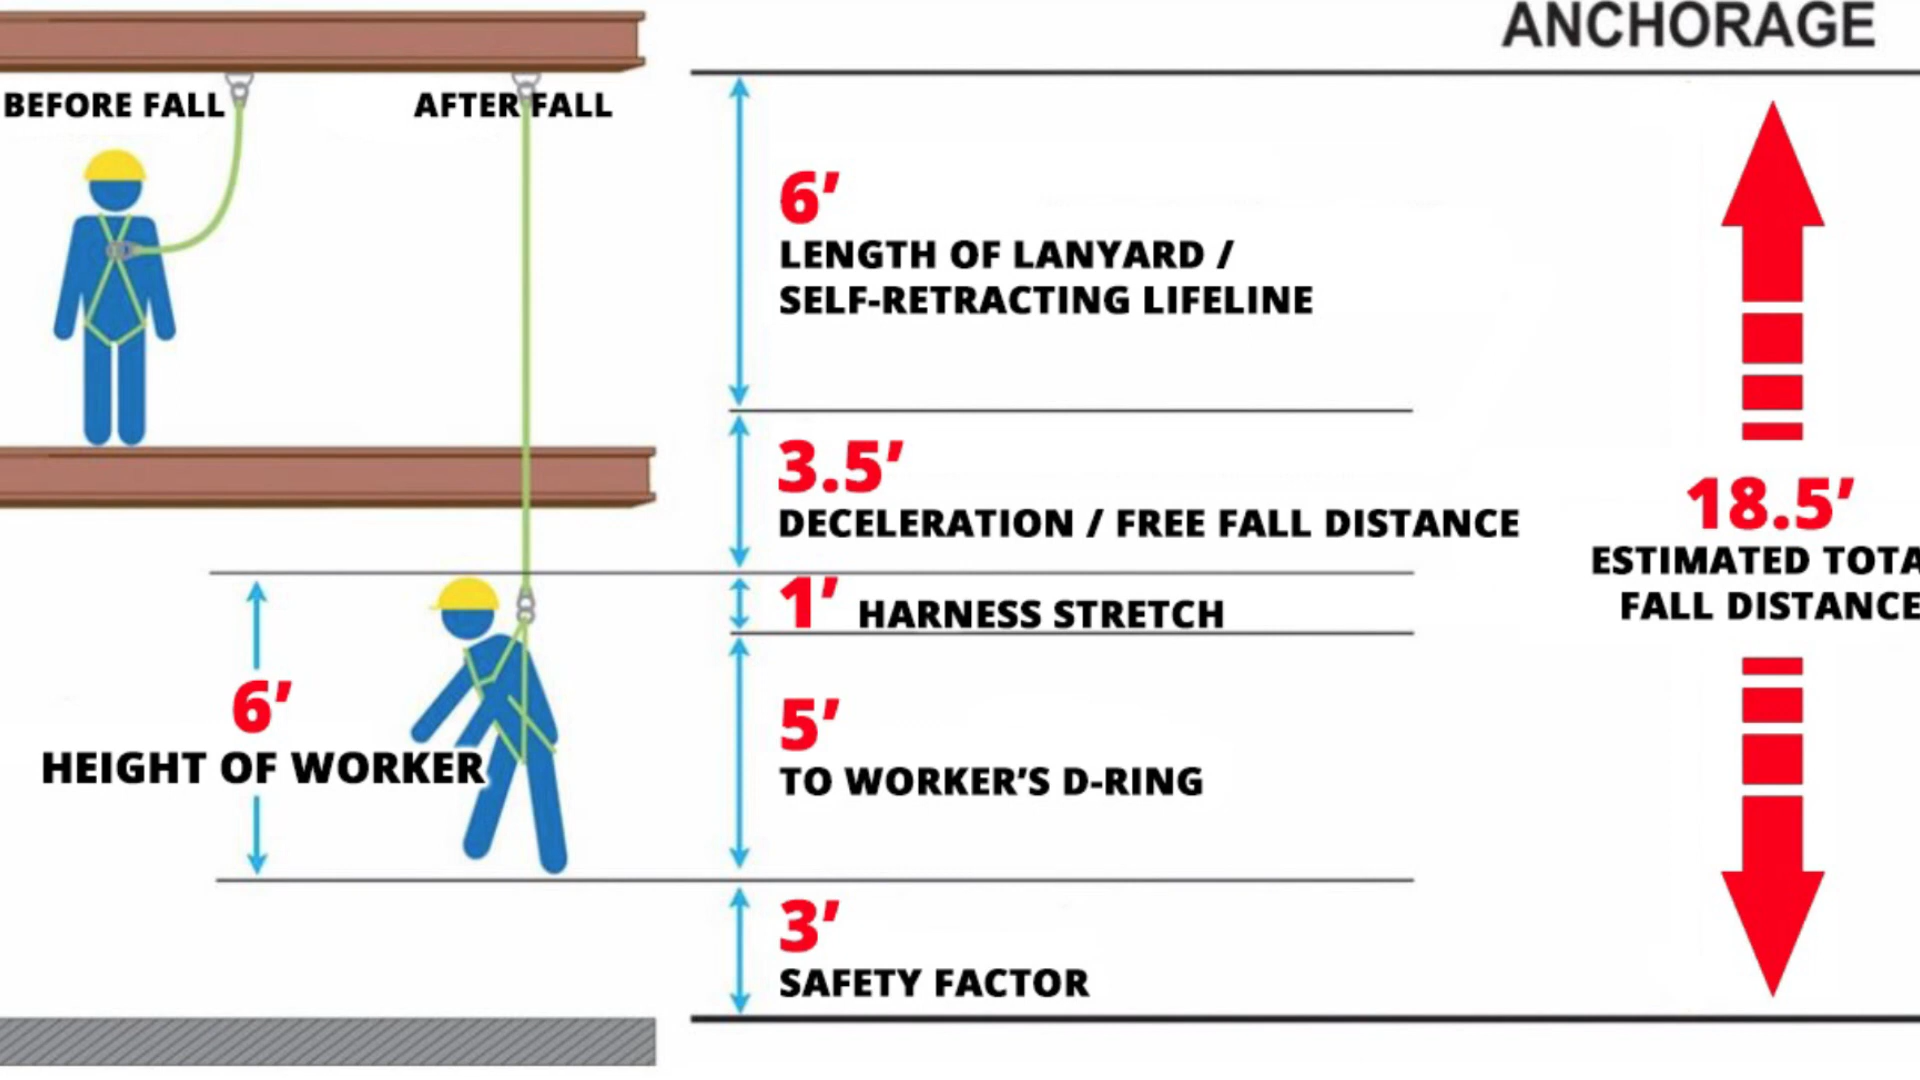 ANCHORAGE
BEFORE FALL
AFTER FALL
6’
LENGTH OF LANYARD /
SELF-RETRACTING LIFELINE
3.5’
DECELERATION / FREE FALL DISTANCE
1’ HARNESS STRETCH
6’
HEIGHT OF WORKER
5’
TO WORKER’S D-RING
3’
SAFETY FACTOR
18.5’
ESTIMATED TOTA
FALL DISTANCE